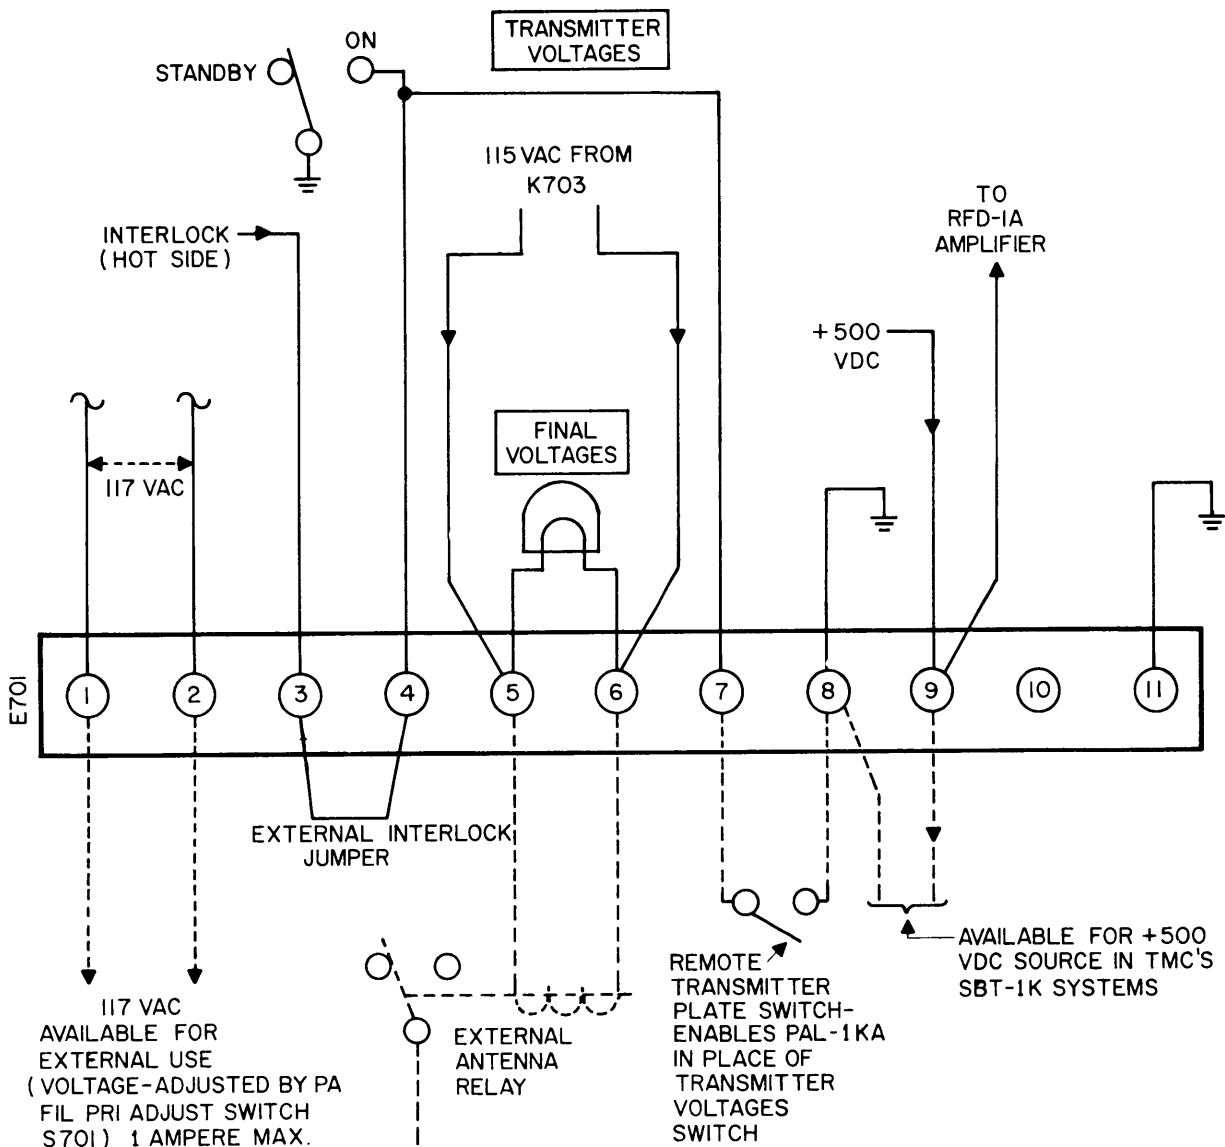 TRANSMITTER
VOLTAGES
ON
STANDBY
115 VAC FROM
K703
TO
RFD-1A
AMPLIFIER
INTERLOCK
(HOT SIDE)
+500
VDC
FINAL
VOLTAGES
117 VAC
E701
1
2
3
4
5
6
7
8
9
10
11
EXTERNAL INTERLOCK
JUMPER
117 VAC
AVAILABLE FOR
EXTERNAL USE
(VOLTAGE-ADJUSTED BY PA
FIL PRI ADJUST SWITCH
S701) 1 AMPERE MAX.
EXTERNAL
ANTENNA
RELAY
REMOTE
TRANSMITTER
PLATE SWITCH-
ENABLES PAL-1KA
IN PLACE OF
TRANSMITTER
VOLTAGES
SWITCH
AVAILABLE FOR +500
VDC SOURCE IN TMC'S
SBT-1K SYSTEMS